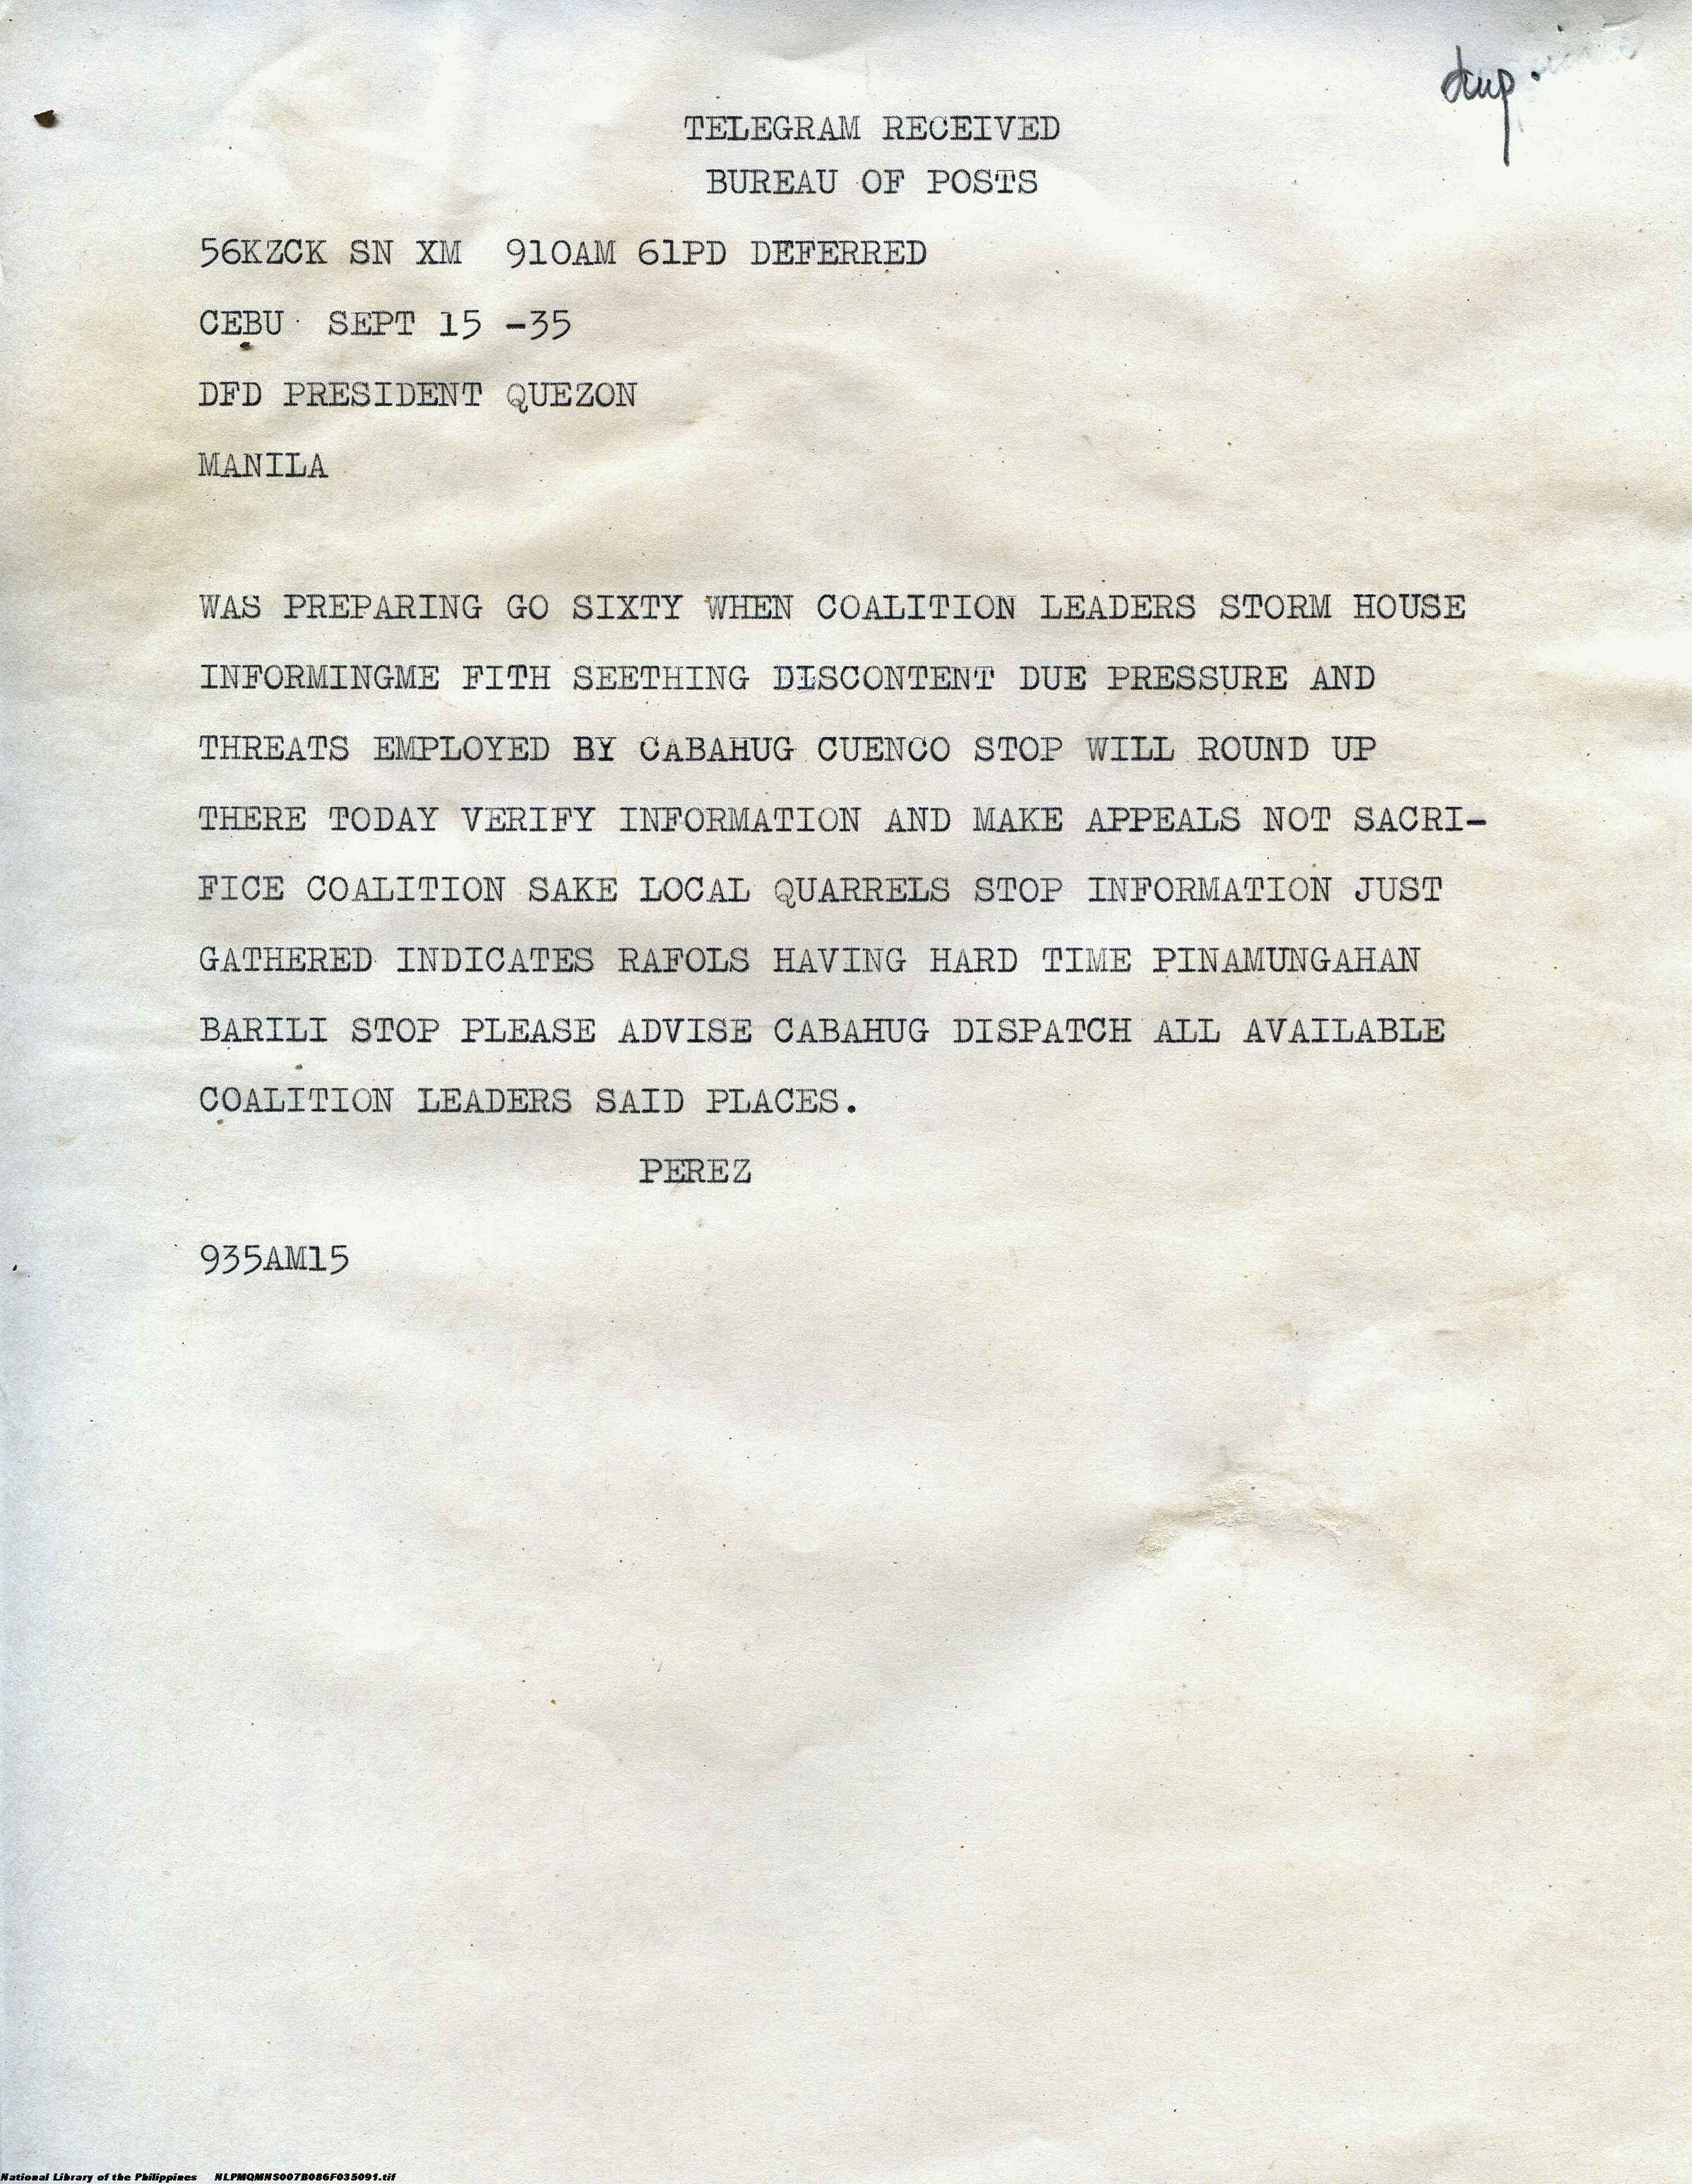 dup.
TELEGRAM RECEIVED
BUREAU OF POSTS
56KZCK SN XM 910AM 61PD DEFERRED
CEBU SEPT 15 -35
DFD PRESIDENT QUEZON
MANILA
WAS PREPARING GO SIXTY WHEN COALITION LEADERS STORM HOUSE
INFORMINGME FITH SEETHING DISCONTENT DUE PRESSURE AND
THREATS EMPLOYED BY CABAHUG CUENCO STOP WILL ROUND UP
THERE TODAY VERIFY INFORMATION AND MAKE APPEALS NOT SACRI-
FICE COALITION SAKE LOCAL QUARRELS STOP INFORMATION JUST
GATHERED INDICATES RAFOLS HAVING HARD TIME PINAMUNGAHAN
BARILI STOP PLEASE ADVISE CABAHUG DISPATCH ALL AVAILABLE
COALITION LEADERS SAID PLACES.
PEREZ
935AM15
National Library of the Philippines NLPMQMNS007B086F035091.tif